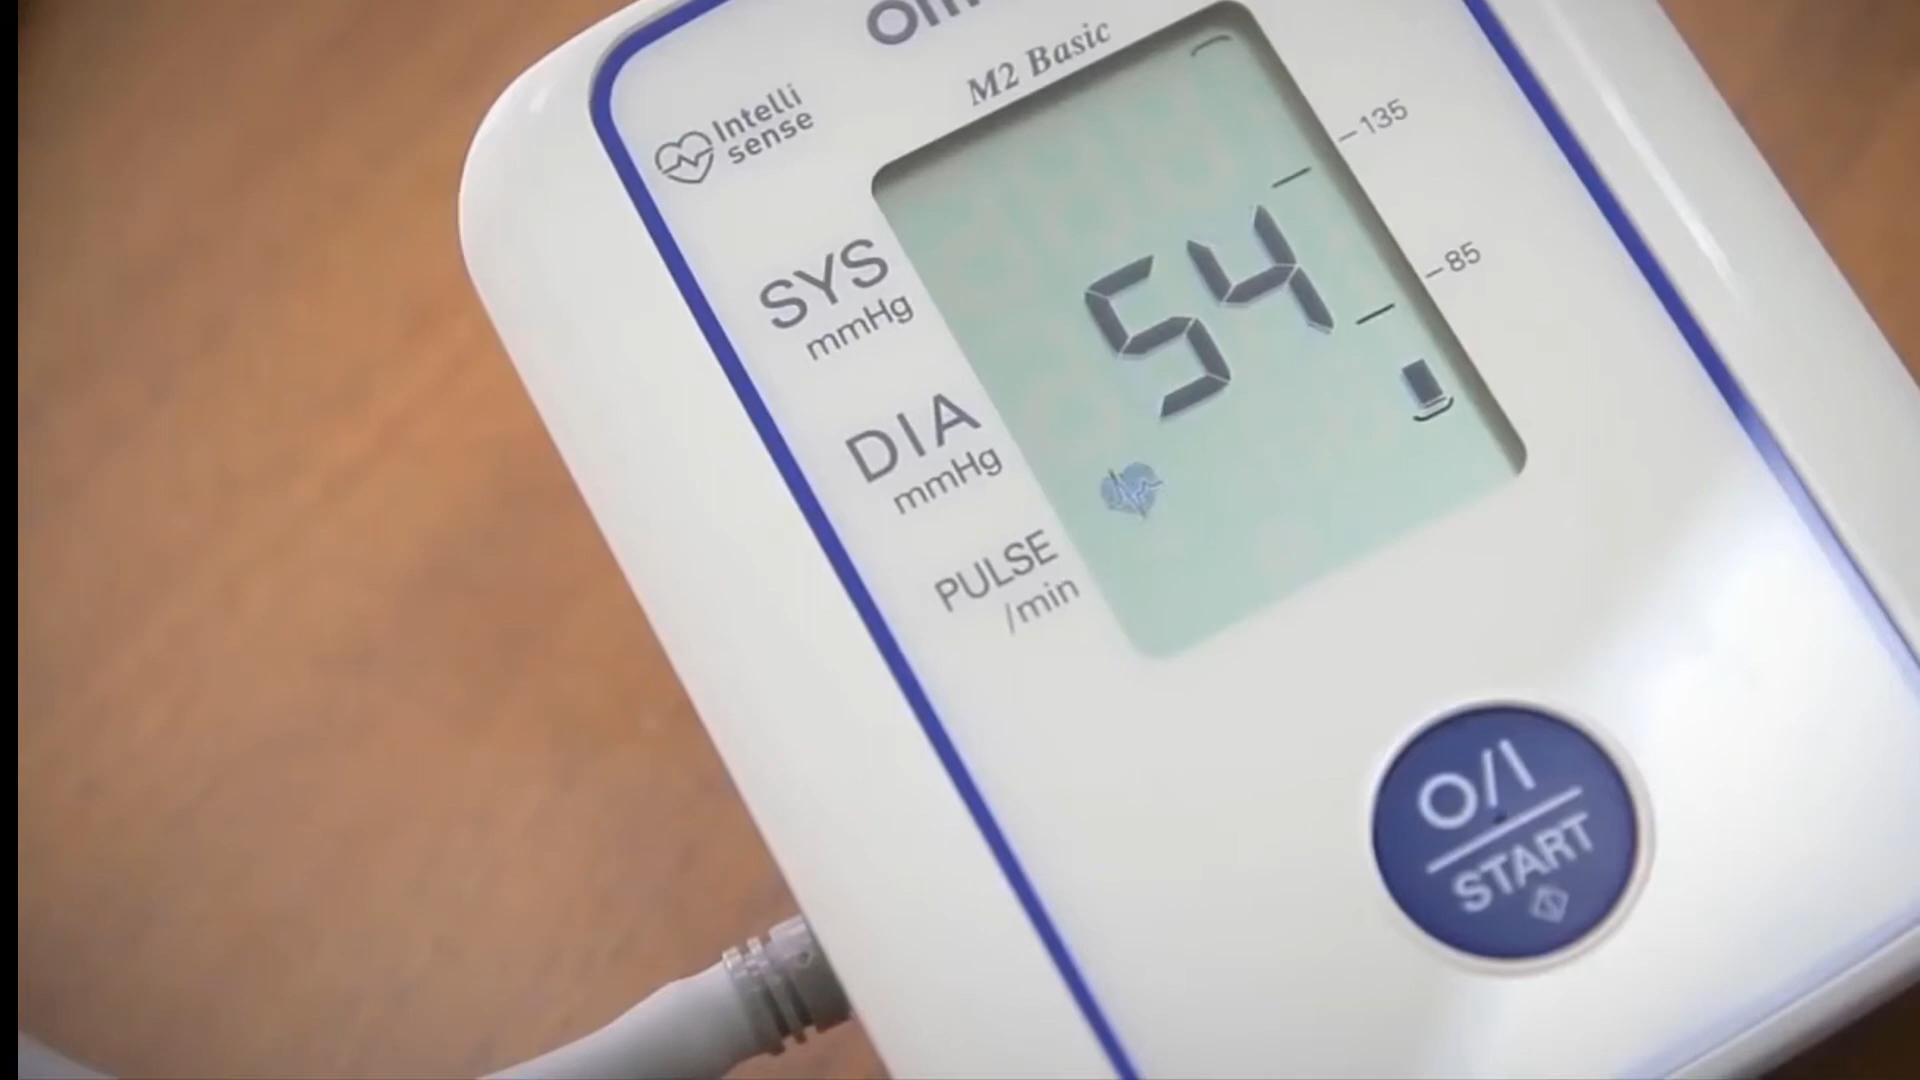 M2 Basic
Intelli
sense
135
85
SYS
mmHg
54
DIA
mmHg
PULSE
/min
O/I
START